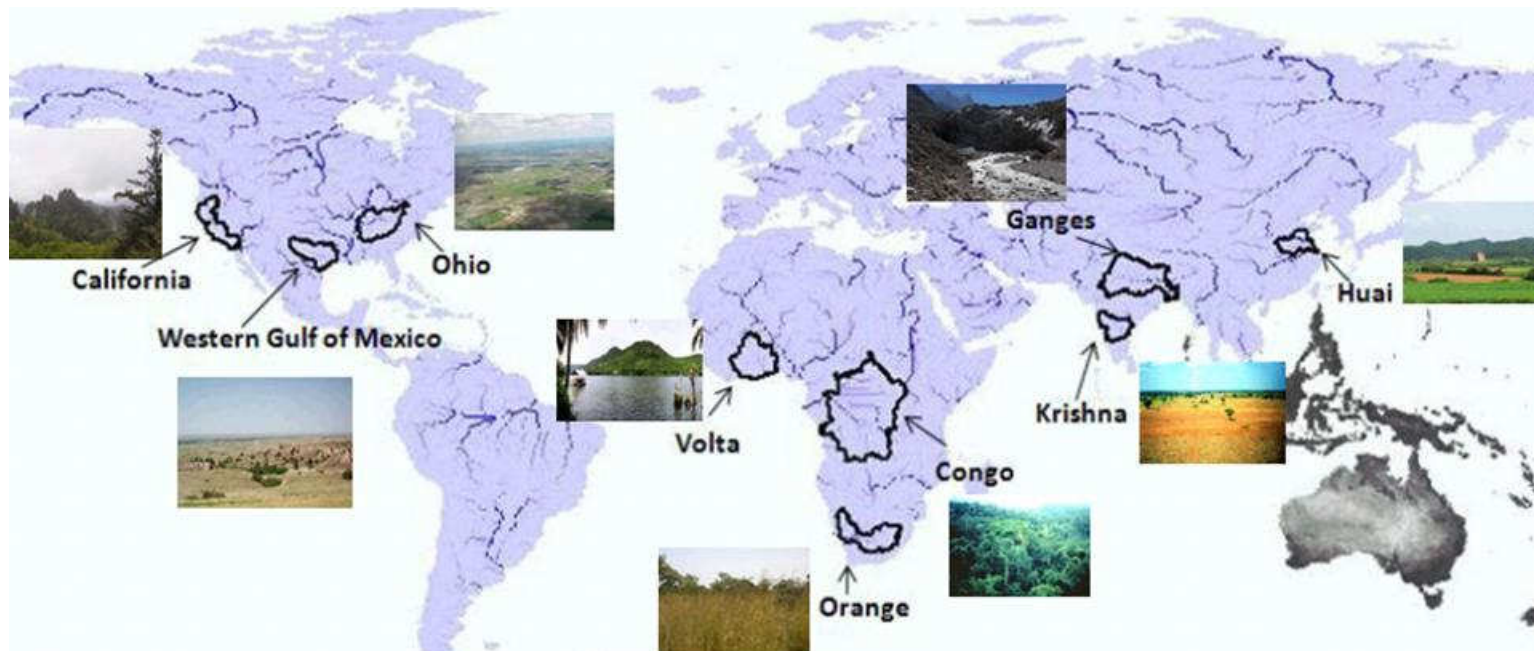 Ganges
Ohio
California
Huai
Western Gulf of Mexico
Krishna
Volta
Congo
Orange